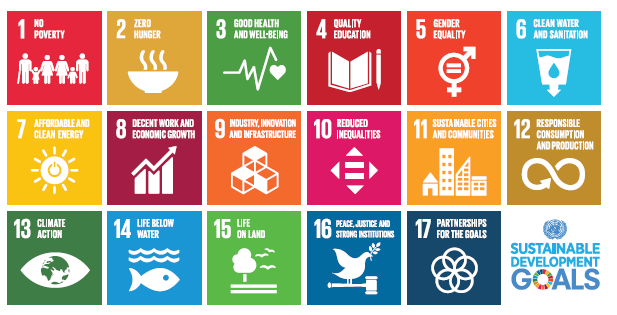 1 NO
POVERTY
2 ZERO
HUNGER
3 GOOD HEALTH
AND WELL-BEING
4 QUALITY
EDUCATION
5 GENDER
EQUALITY
6 CLEAN WATER
AND SANITATION
7 AFFORDABLE AND
CLEAN ENERGY
8 DECENT WORK AND
ECONOMIC GROWTH
9 INDUSTRY, INNOVATION
AND INFRASTRUCTURE
10 REDUCED
INEQUALITIES
11 SUSTAINABLE CITIES
AND COMMUNITIES
12 RESPONSIBLE
CONSUMPTION
AND PRODUCTION
13 CLIMATE
ACTION
14 LIFE BELOW
WATER
15 LIFE
ON LAND
16 PEACE, JUSTICE AND
STRONG INSTITUTIONS
17 PARTNERSHIPS
FOR THE GOALS
SUSTAINABLE
DEVELOPMENT
GOALS